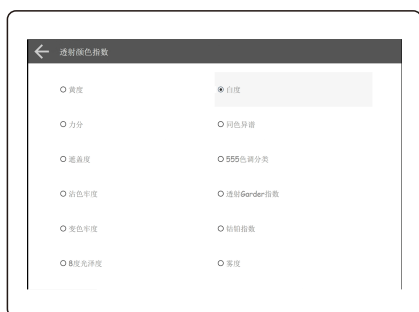 透射颜色指数
黄度
白度
力分
同色异谱
遮盖度
555色调分类
沾色牢度
透射Garder指数
变色牢度
铂钴指数
8度光泽度
雾度